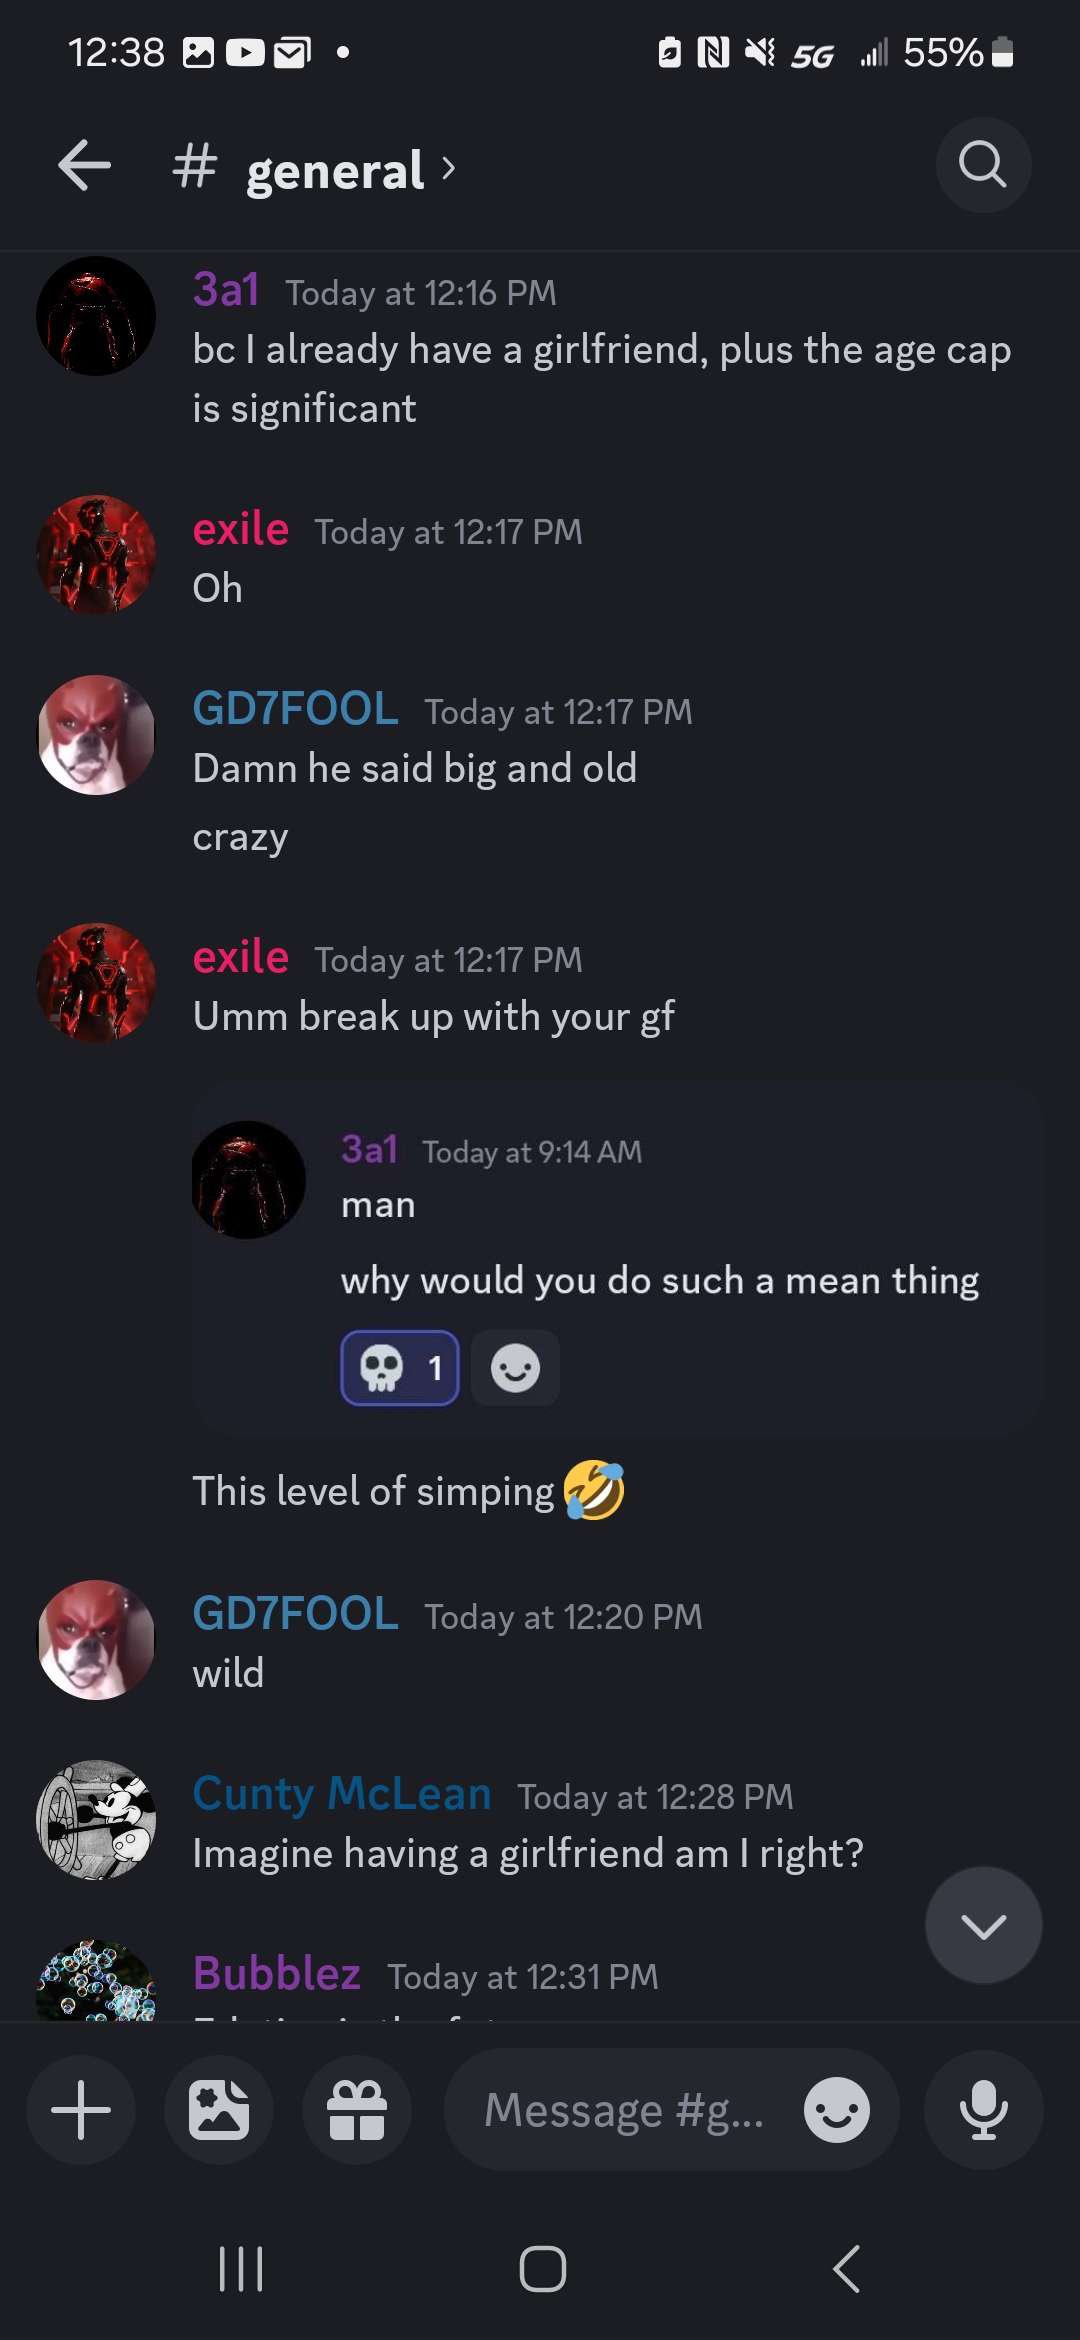 12:38 5G 55%
# general
3a1 Today at 12:16 PM
bc I already have a girlfriend, plus the age cap
is significant
exile Today at 12:17 PM
Oh
GD7FOOL Today at 12:17 PM
Damn he said big and old
crazy
exile Today at 12:17 PM
Umm break up with your gf
3a1 Today at 9:14 AM
man
why would you do such a mean thing
1
This level of simping
GD7FOOL Today at 12:20 PM
wild
Cunty McLean Today at 12:28 PM
Imagine having a girlfriend am I right?
Bubblez Today at 12:31 PM
Message #g...